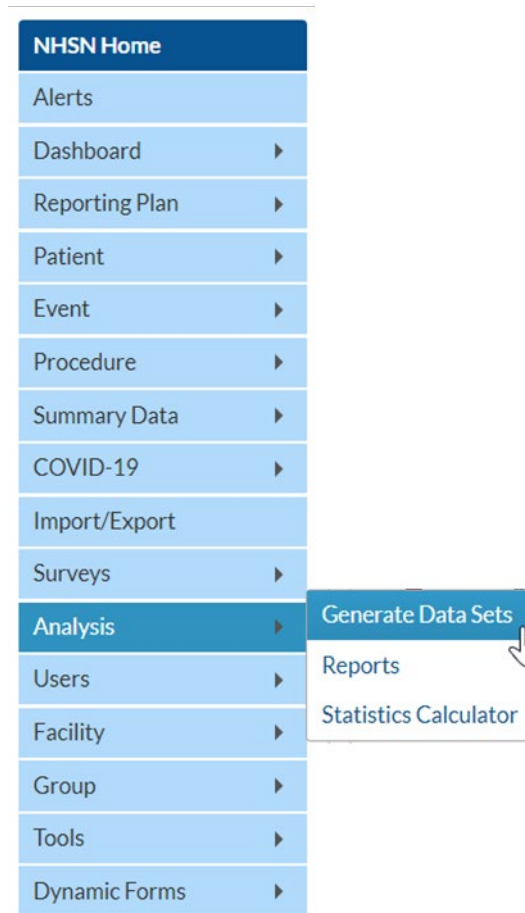 NHSN Home
Alerts
Dashboard
Reporting Plan
Patient
Event
Procedure
Summary Data
COVID-19
Import/Export
Surveys
Analysis
Generate Data Sets
Reports
Statistics Calculator
Users
Facility
Group
Tools
Dynamic Forms